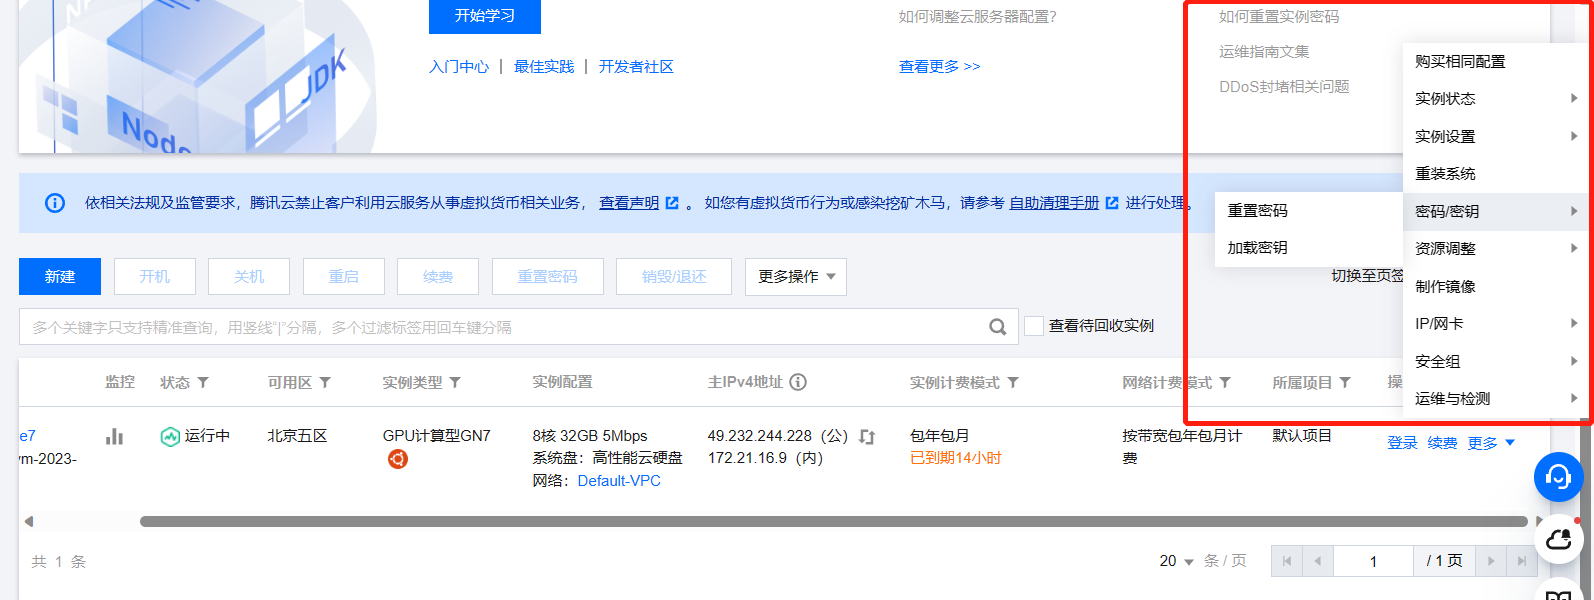 开始学习
如何调整云服务器配置?
如何重置实例密码
JDK
Node
入门中心 | 最佳实践 | 开发者社区
查看更多 >>
运维指南文集
DDoS封堵相关问题
购买相同配置
实例状态
实例设置
重装系统
密码/密钥
资源调整
制作镜像
IP/网卡
安全组
运维与检测
重置密码
加载密钥
依相关法规及监管要求，腾讯云禁止客户利用云服务从事虚拟货币相关业务， 查看声明 。 如您有虚拟货币行为或感染挖矿木马，请参考 自助清理手册 进行处理。
新建 开机 关机 重启 续费 重置密码 销毁/退还 更多操作
切换至页签
多个关键字只支持精准查询，用竖线"|"分隔，多个过滤标签用回车键分隔
查看待回收实例
监控 状态 可用区 实例类型 实例配置 主IPv4地址 实例计费模式 网络计费模式 所属项目 操
e7
vm-2023-
运行中
北京五区
GPU计算型GN7
8核 32GB 5Mbps
系统盘：高性能云硬盘
网络：Default-VPC
49.232.244.228（公）
172.21.16.9（内）
包年包月
已到期14小时
按带宽包年包月计
费
默认项目
登录 续费 更多
共 1 条
20 条 / 页
1 / 1 页